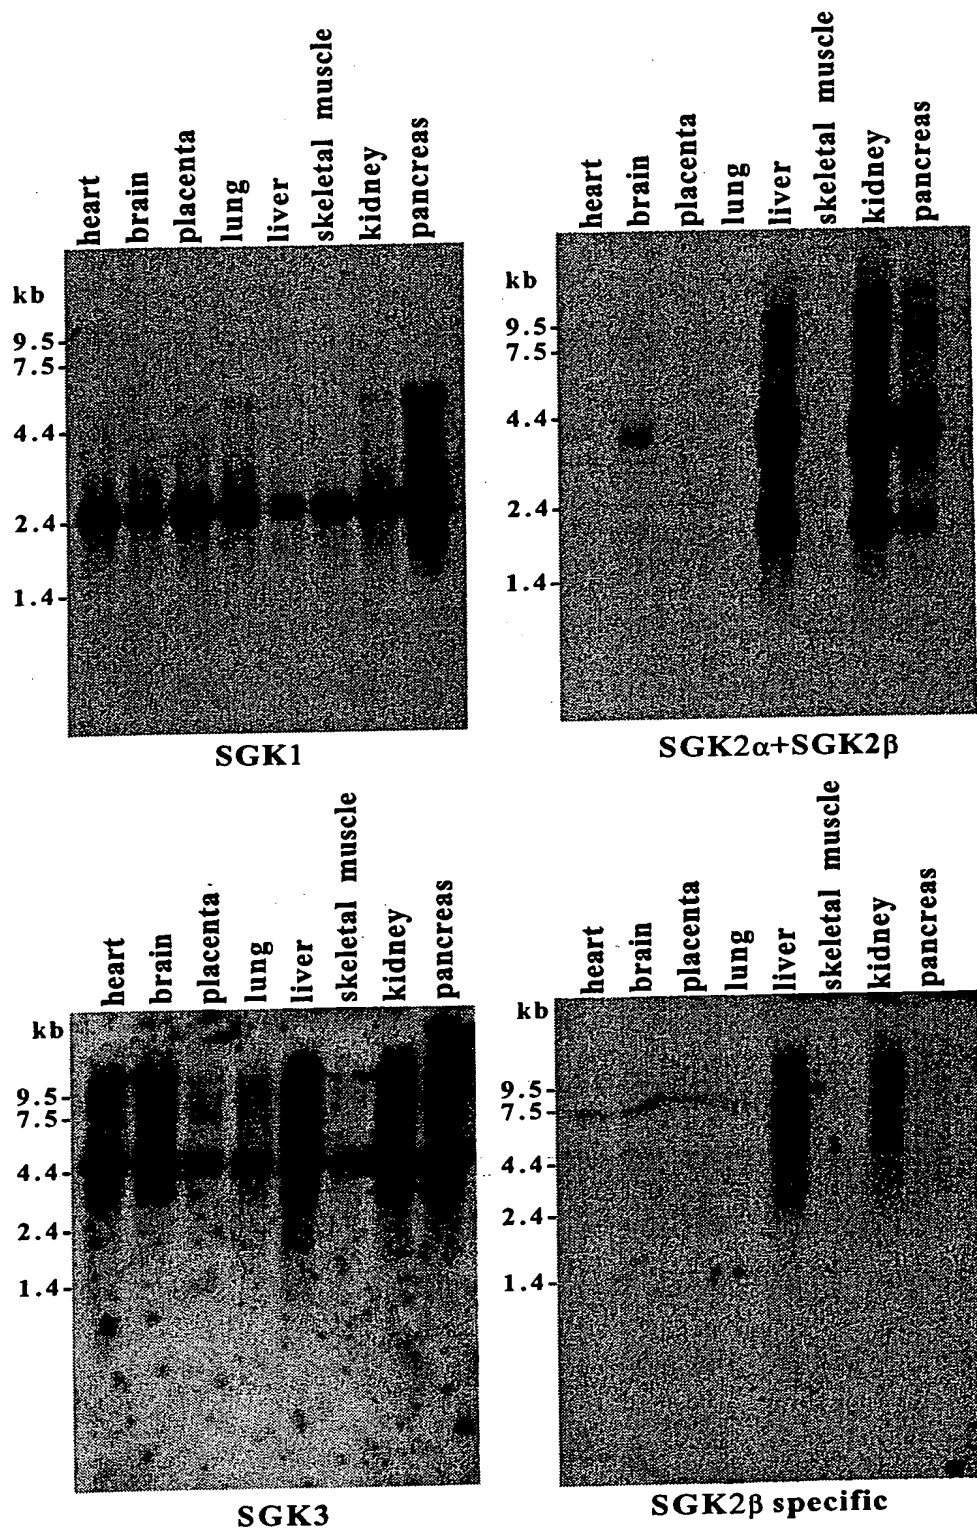 heart
brain
placenta
lung
liver
skeletal muscle
kidney
pancreas
kb
9.5-
7.5-
4.4-
2.4-
1.4-
SGK1
heart
brain
placenta
lung
liver
skeletal muscle
kidney
pancreas
kb
9.5-
7.5-
4.4-
2.4-
1.4-
SGK2α+SGK2β
heart
brain
placenta
lung
liver
skeletal muscle
kidney
pancreas
kb
9.5-
7.5-
4.4-
2.4-
1.4-
SGK3
heart
brain
placenta
lung
liver
skeletal muscle
kidney
pancreas
kb
9.5-
7.5-
4.4-
2.4-
1.4-
SGK2β specific